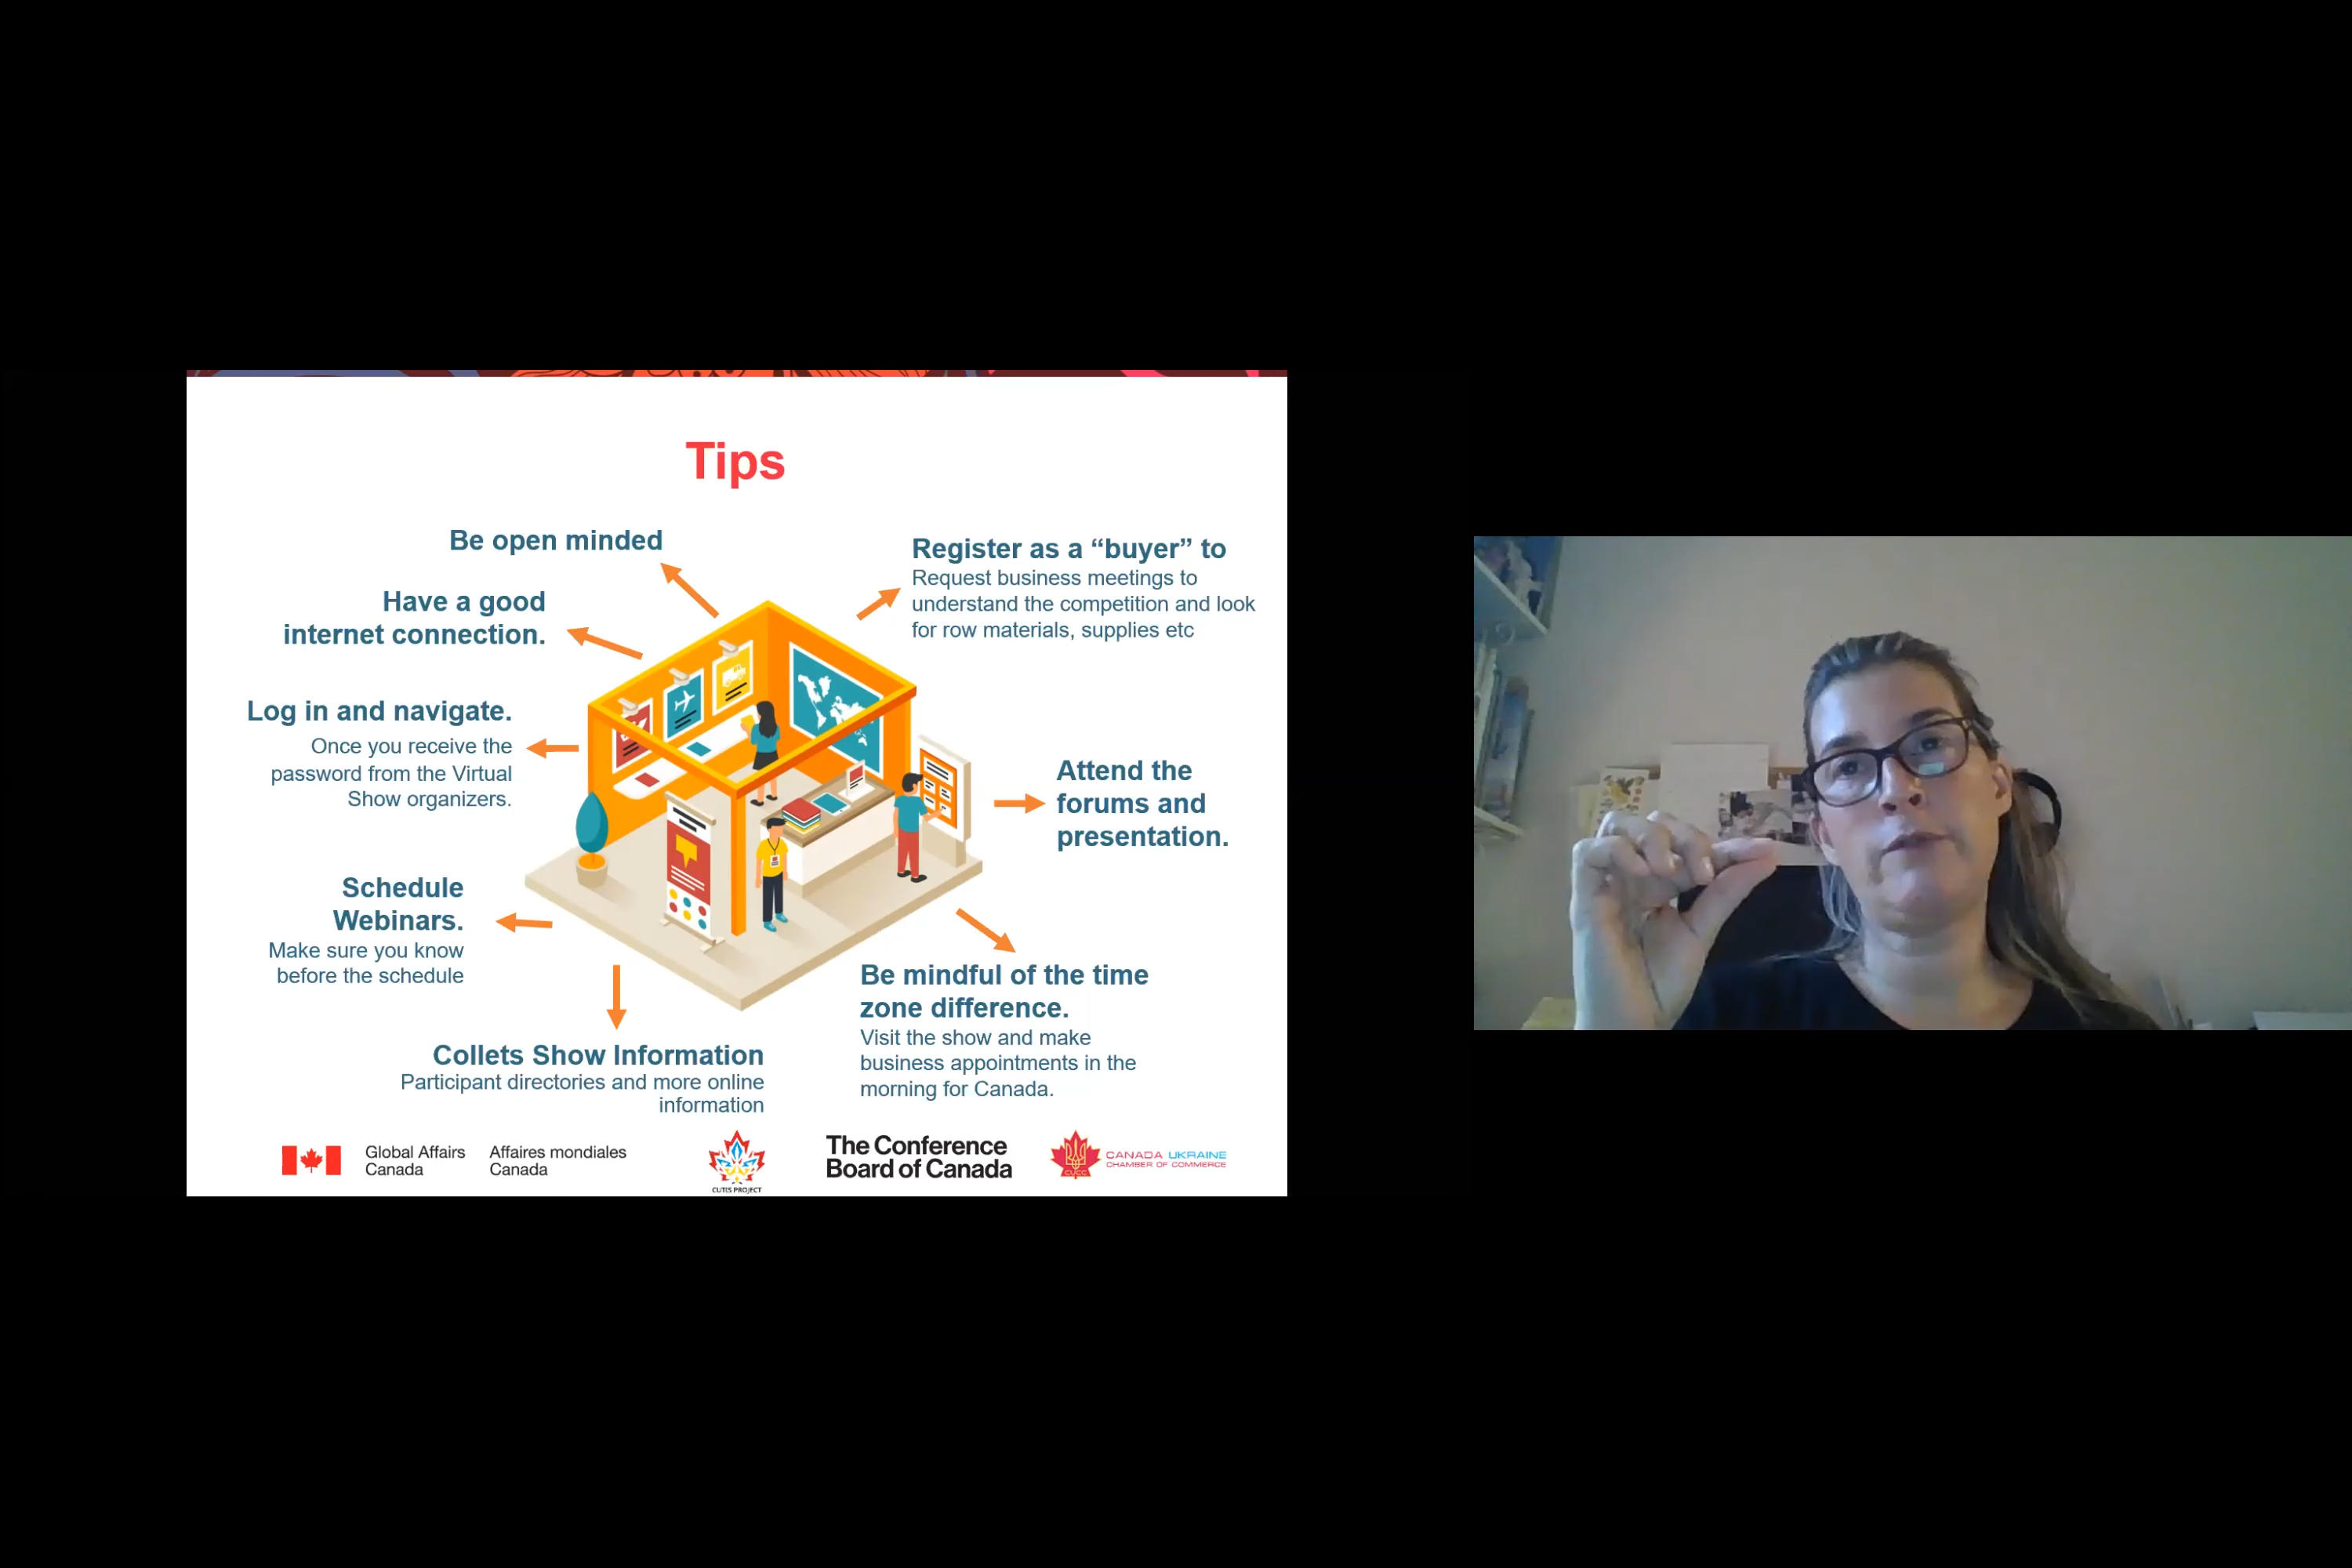 Tips
Be open minded
Have a good
internet connection.
Log in and navigate.
Once you receive the
password from the Virtual
Show organizers.
Schedule
Webinars.
Make sure you know
before the schedule
Collets Show Information
Participant directories and more online
information
Register as a “buyer” to
Request business meetings to
understand the competition and look
for row materials, supplies etc
Attend the
forums and
presentation.
Be mindful of the time
zone difference.
Visit the show and make
business appointments in the
morning for Canada.
Global Affairs
Canada
Affaires mondiales
Canada
CUTIS PROJECT
The Conference
Board of Canada
CUCC
CANADA UKRAINE
CHAMBER OF COMMERCE